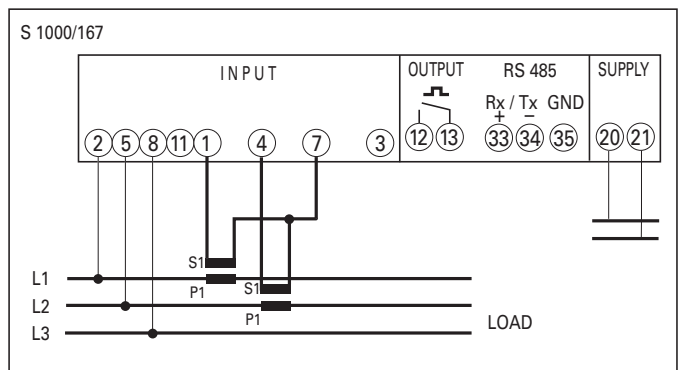 S 1000/167
INPUT OUTPUT RS 485 SUPPLY
Rx / Tx GND
+ −
2 5 8 11 1 4 7 3 12 13 33 34 35 20 21
S1
L1
P1 S1
L2
P1 LOAD
L3